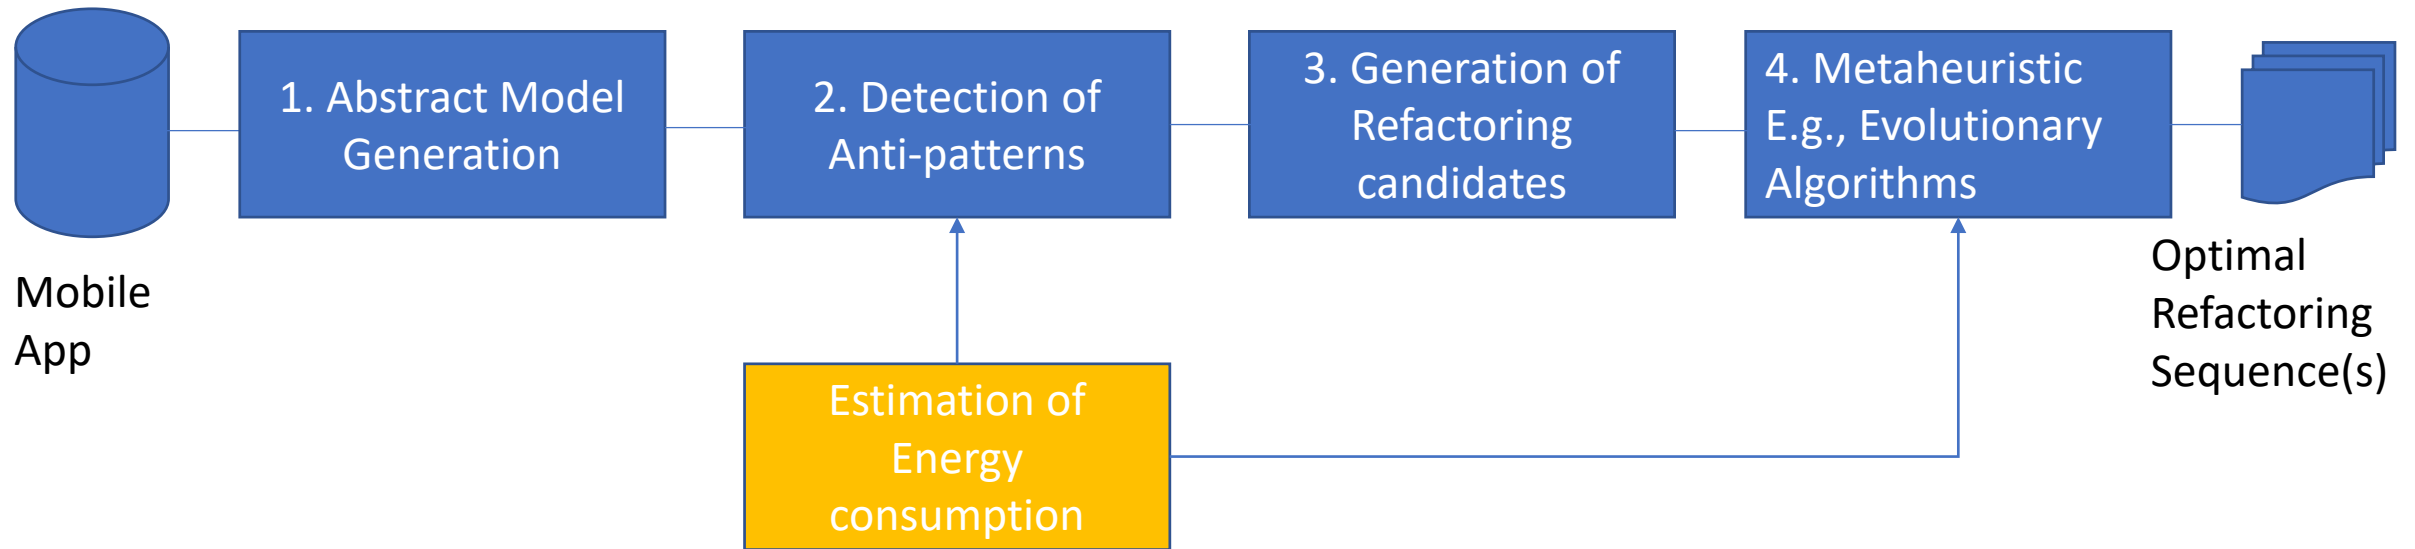 Mobile
App
1. Abstract Model
Generation
2. Detection of
Anti-patterns
3. Generation of
Refactoring
candidates
4. Metaheuristic
E.g., Evolutionary
Algorithms
Optimal
Refactoring
Sequence(s)
Estimation of
Energy
consumption